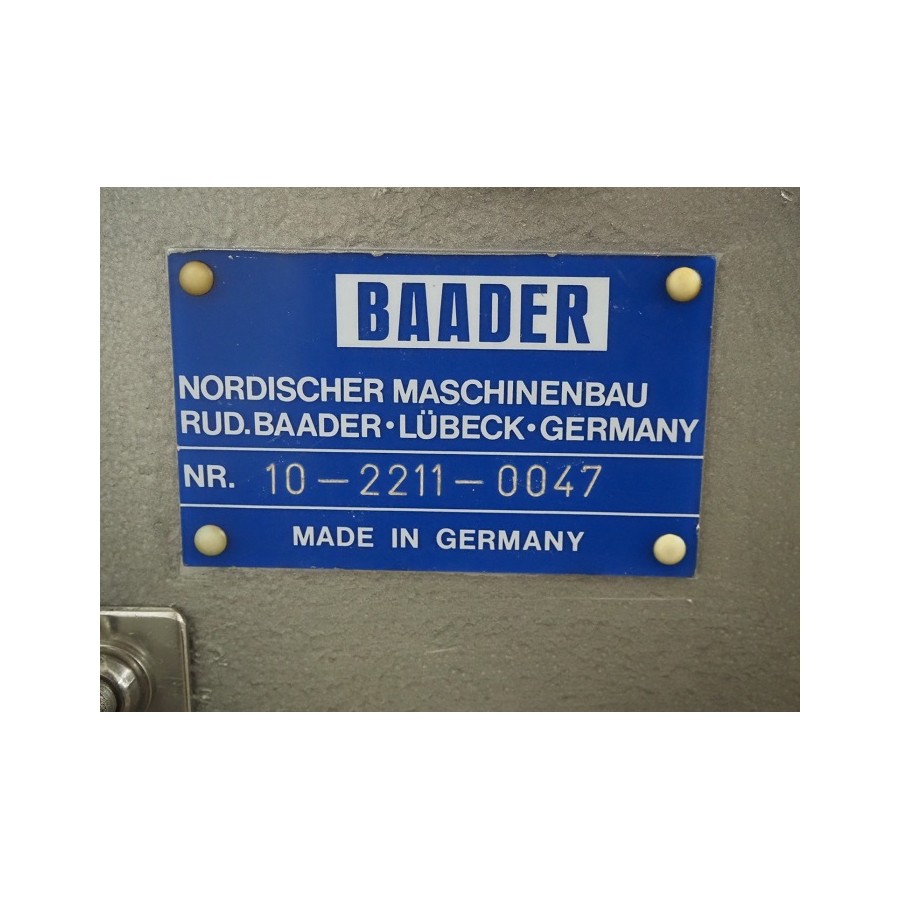 BAADER
NORDISCHER MASCHINENBAU
RUD.BAADER·LÜBECK·GERMANY
NR. 10-2211-0047
MADE IN GERMANY